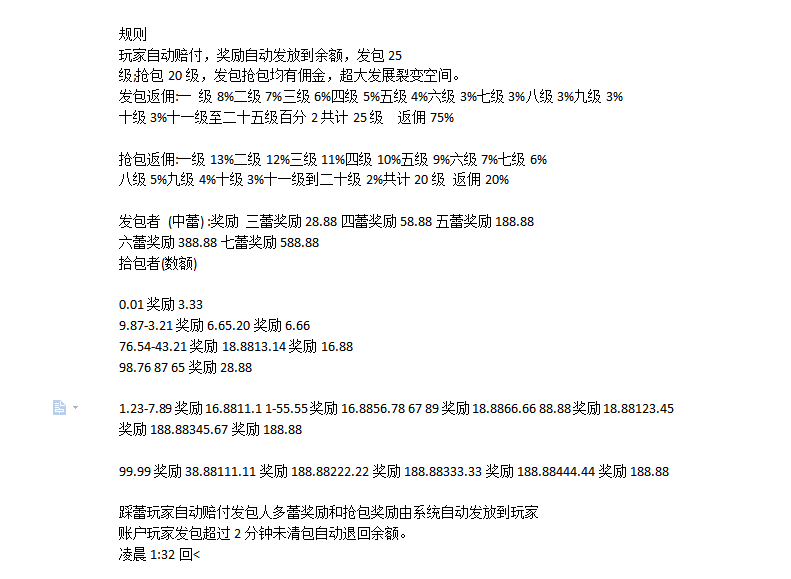 规则
玩家自动赔付，奖励自动发放到余额，发包 25
级;抢包 20 级，发包抢包均有佣金，超大发展裂变空间。
发包返佣:一 级 8%二级 7%三级 6%四级 5%五级 4%六级 3%七级 3%八级 3%九级 3%
十级 3%十一级至二十五级百分 2 共计 25 级 返佣 75%
抢包返佣:一级 13%二级 12%三级 11%四级 10%五级 9%六级 7%七级 6%
八级 5%九级 4%十级 3%十一级到二十级 2%共计 20 级 返佣 20%
发包者 (中蕾) :奖励 三蕾奖励 28.88 四蕾奖励 58.88 五蕾奖励 188.88
六蕾奖励 388.88 七蕾奖励 588.88
拾包者(数额)
0.01 奖励 3.33
9.87-3.21 奖励 6.65.20 奖励 6.66
76.54-43.21 奖励 18.8813.14 奖励 16.88
98.76 87 65 奖励 28.88
1.23-7.89 奖励 16.8811.1 1-55.55 奖励 16.8856.78 67 89 奖励 18.8866.66 88.88 奖励 18.88123.45
奖励 188.88345.67 奖励 188.88
99.99 奖励 38.88111.11 奖励 188.88222.22 奖励 188.88333.33 奖励 188.88444.44 奖励 188.88
踩蕾玩家自动赔付发包人多蕾奖励和抢包奖励由系统自动发放到玩家
账户玩家发包超过 2 分钟未清包自动退回余额。
凌晨 1:32 回<